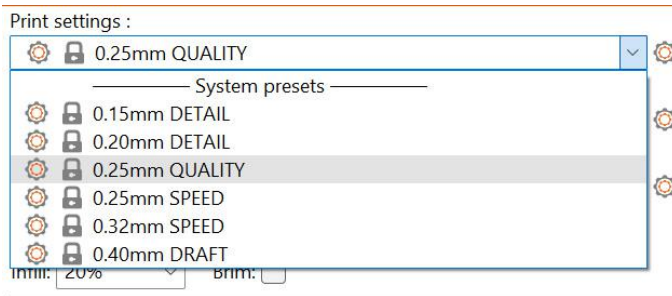 Print settings :
0.25mm QUALITY
System presets
0.15mm DETAIL
0.20mm DETAIL
0.25mm QUALITY
0.25mm SPEED
0.32mm SPEED
0.40mm DRAFT
Infill: 20% Brim: